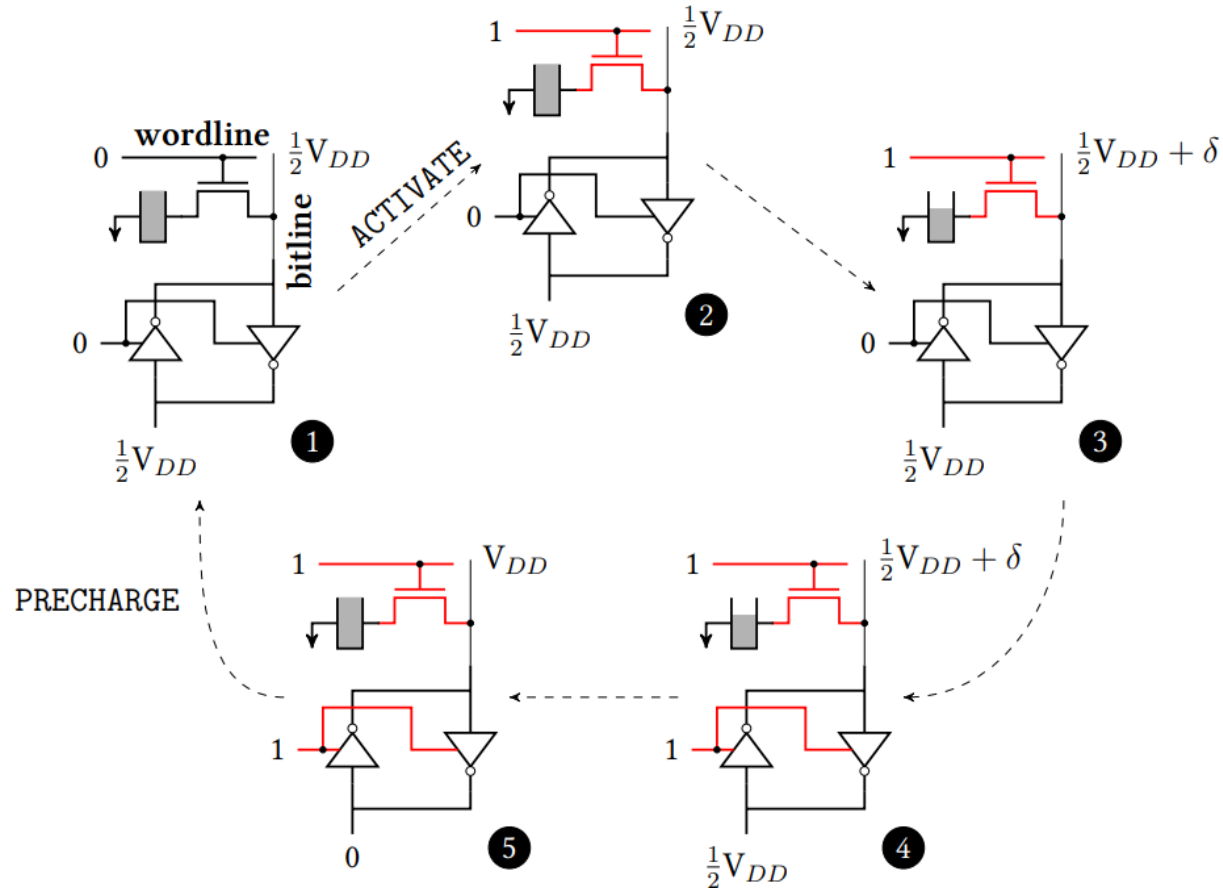 0
wordline
½V_DD
bitline
0
½V_DD
1
ACTIVATE
1
½V_DD
0
½V_DD
2
1
½V_DD + δ
0
½V_DD
3
1
½V_DD + δ
1
½V_DD
4
1
V_DD
1
0
5
PRECHARGE